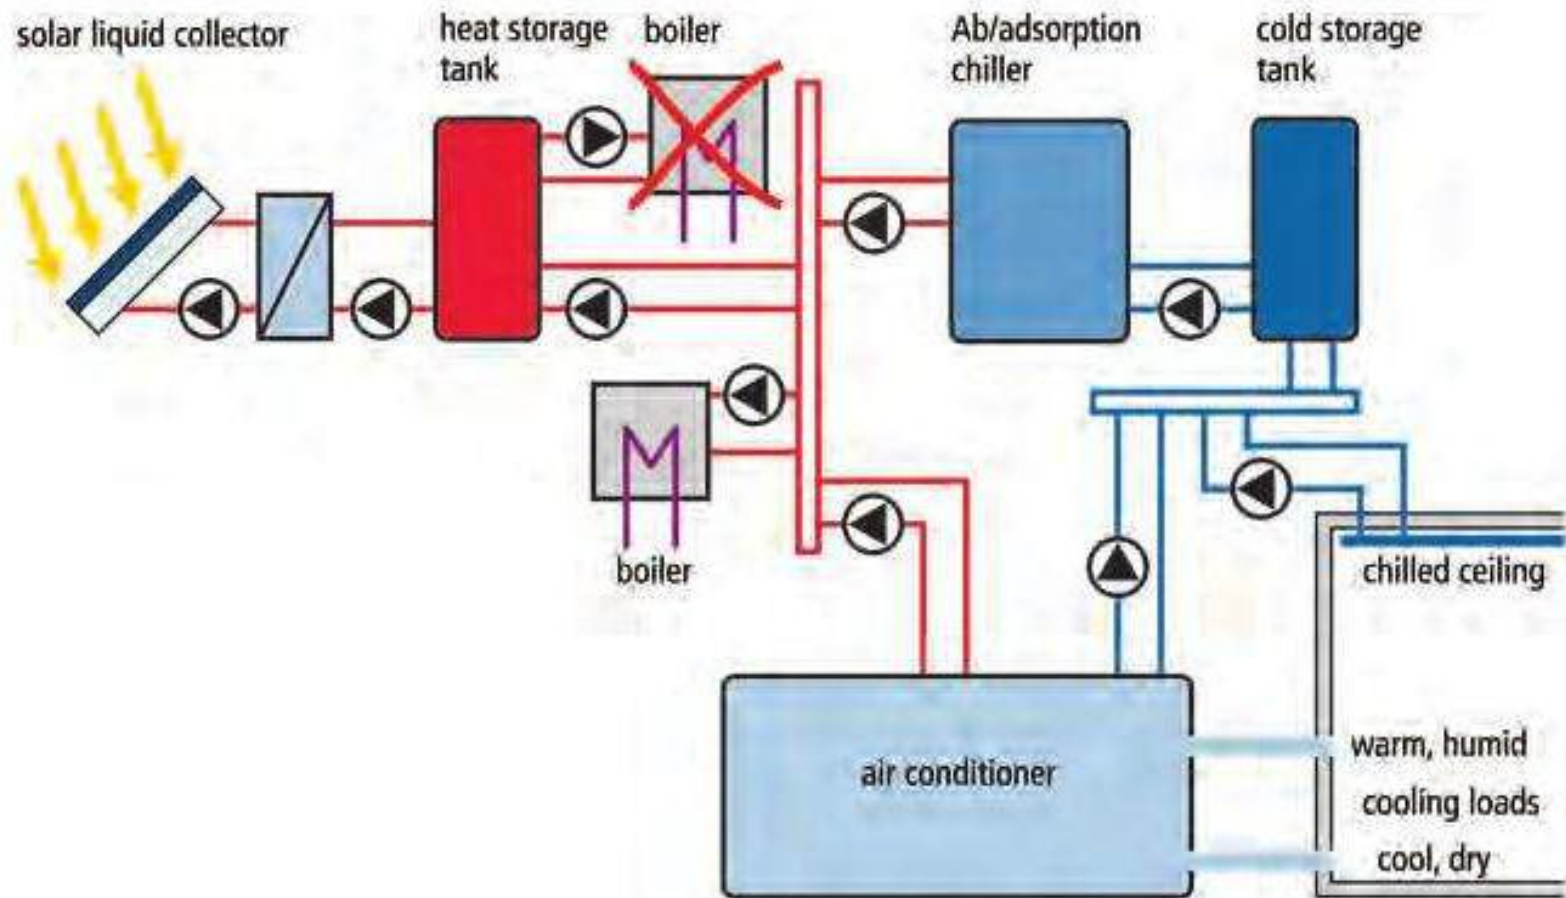 solar liquid collector
heat storage
tank
boiler
Ab/adsorption
chiller
cold storage
tank
boiler
chilled ceiling
air conditioner
warm, humid
cooling loads
cool, dry